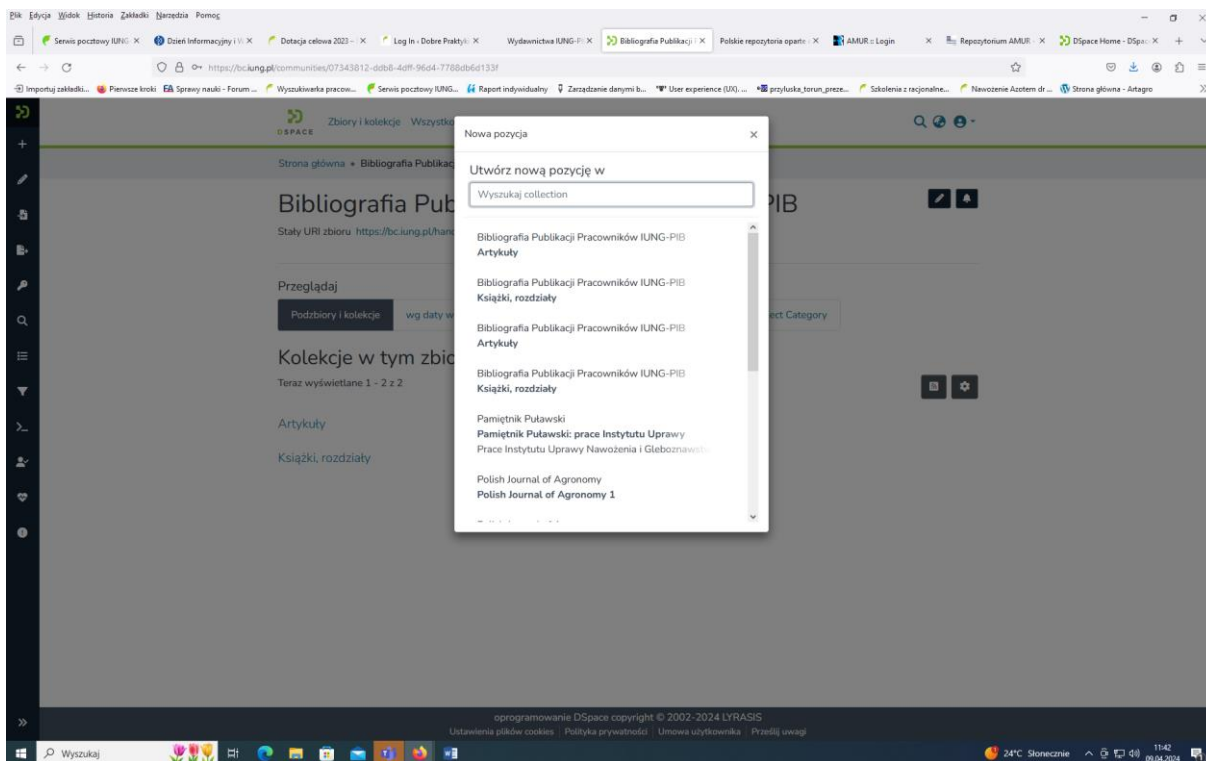 Plik Edycja Widok Historia Zakładki Narzędzia Pomoc
Serwis pocztowy IUNG- Dzień Informacyjny i Dotacja celowa 2023 - Log In ‹ Dobre Prakty Wydawnictwa IUNG-P Bibliografia Publikacji Polskie repozytoria oparte AMUR :: Login Repozytorium AMUR DSpace Home - DSpac
https://bc.iung.pl/communities/07343812-ddb8-4dff-96d4-7788db6d133f
Importuj zakładki... Pierwsze kroki Sprawy nauki - Forum ... Wyszukiwarka pracow... Serwis pocztowy IUNG... Raport indywidualny Zarządzanie danymi b... User experience (UX). ... przyluska_torun_preze... Szkolenia z racjonalne... Nawożenie Azotem dr ... Strona główna - Artagro
DSPACE Zbiory i kolekcje Wszystko
Strona główna • Bibliografia Publikac
Bibliografia Pub PIB
Stały URI zbioru https://bc.iung.pl/hand
Przeglądaj
Podzbiory i kolekcje wg daty w ect Category
Kolekcje w tym zbio
Teraz wyświetlane 1 - 2 z 2
Artykuły
Książki, rozdziały
Nowa pozycja
Utwórz nową pozycję w
Wyszukaj collection
Bibliografia Publikacji Pracowników IUNG-PIB
Artykuły
Bibliografia Publikacji Pracowników IUNG-PIB
Książki, rozdziały
Bibliografia Publikacji Pracowników IUNG-PIB
Artykuły
Bibliografia Publikacji Pracowników IUNG-PIB
Książki, rozdziały
Pamiętnik Puławski
Pamiętnik Puławski: prace Instytutu Uprawy
Prace Instytutu Uprawy Nawożenia i Gleboznawst
Polish Journal of Agronomy
Polish Journal of Agronomy 1
oprogramowanie DSpace copyright © 2002-2024 LYRASIS
Ustawienia plików cookies Polityka prywatności Umowa użytkownika Prześlij uwagi
Wyszukaj
24°C Słonecznie
11:42
09.04.2024